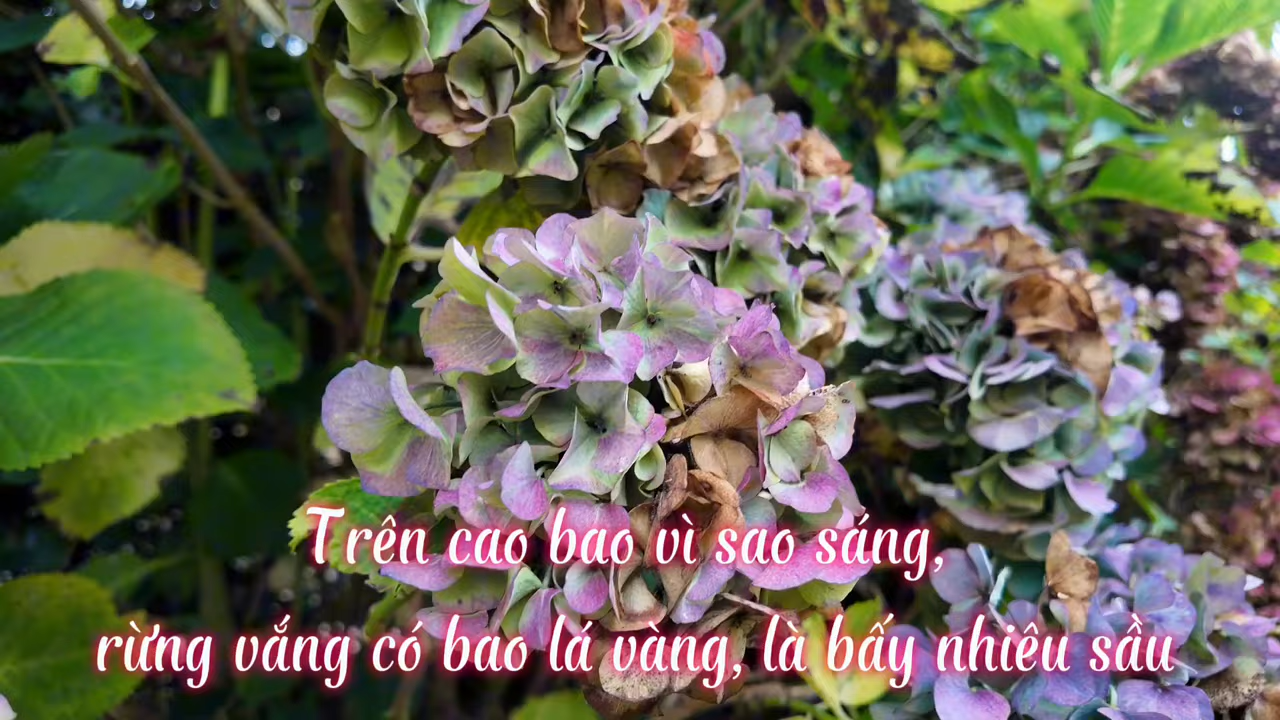 Trên cao bao vì sao sáng,
rừng vắng có bao lá vàng, là bấy nhiêu sầu